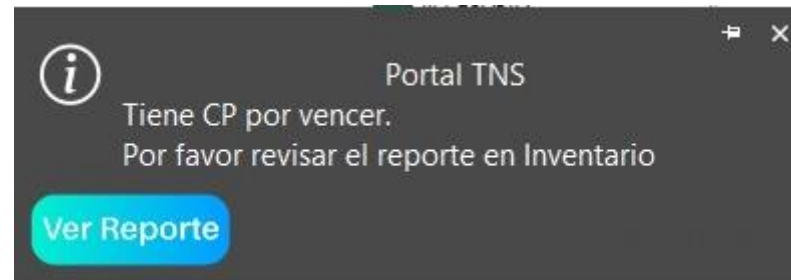 Portal TNS
Tiene CP por vencer.
Por favor revisar el reporte en Inventario
Ver Reporte